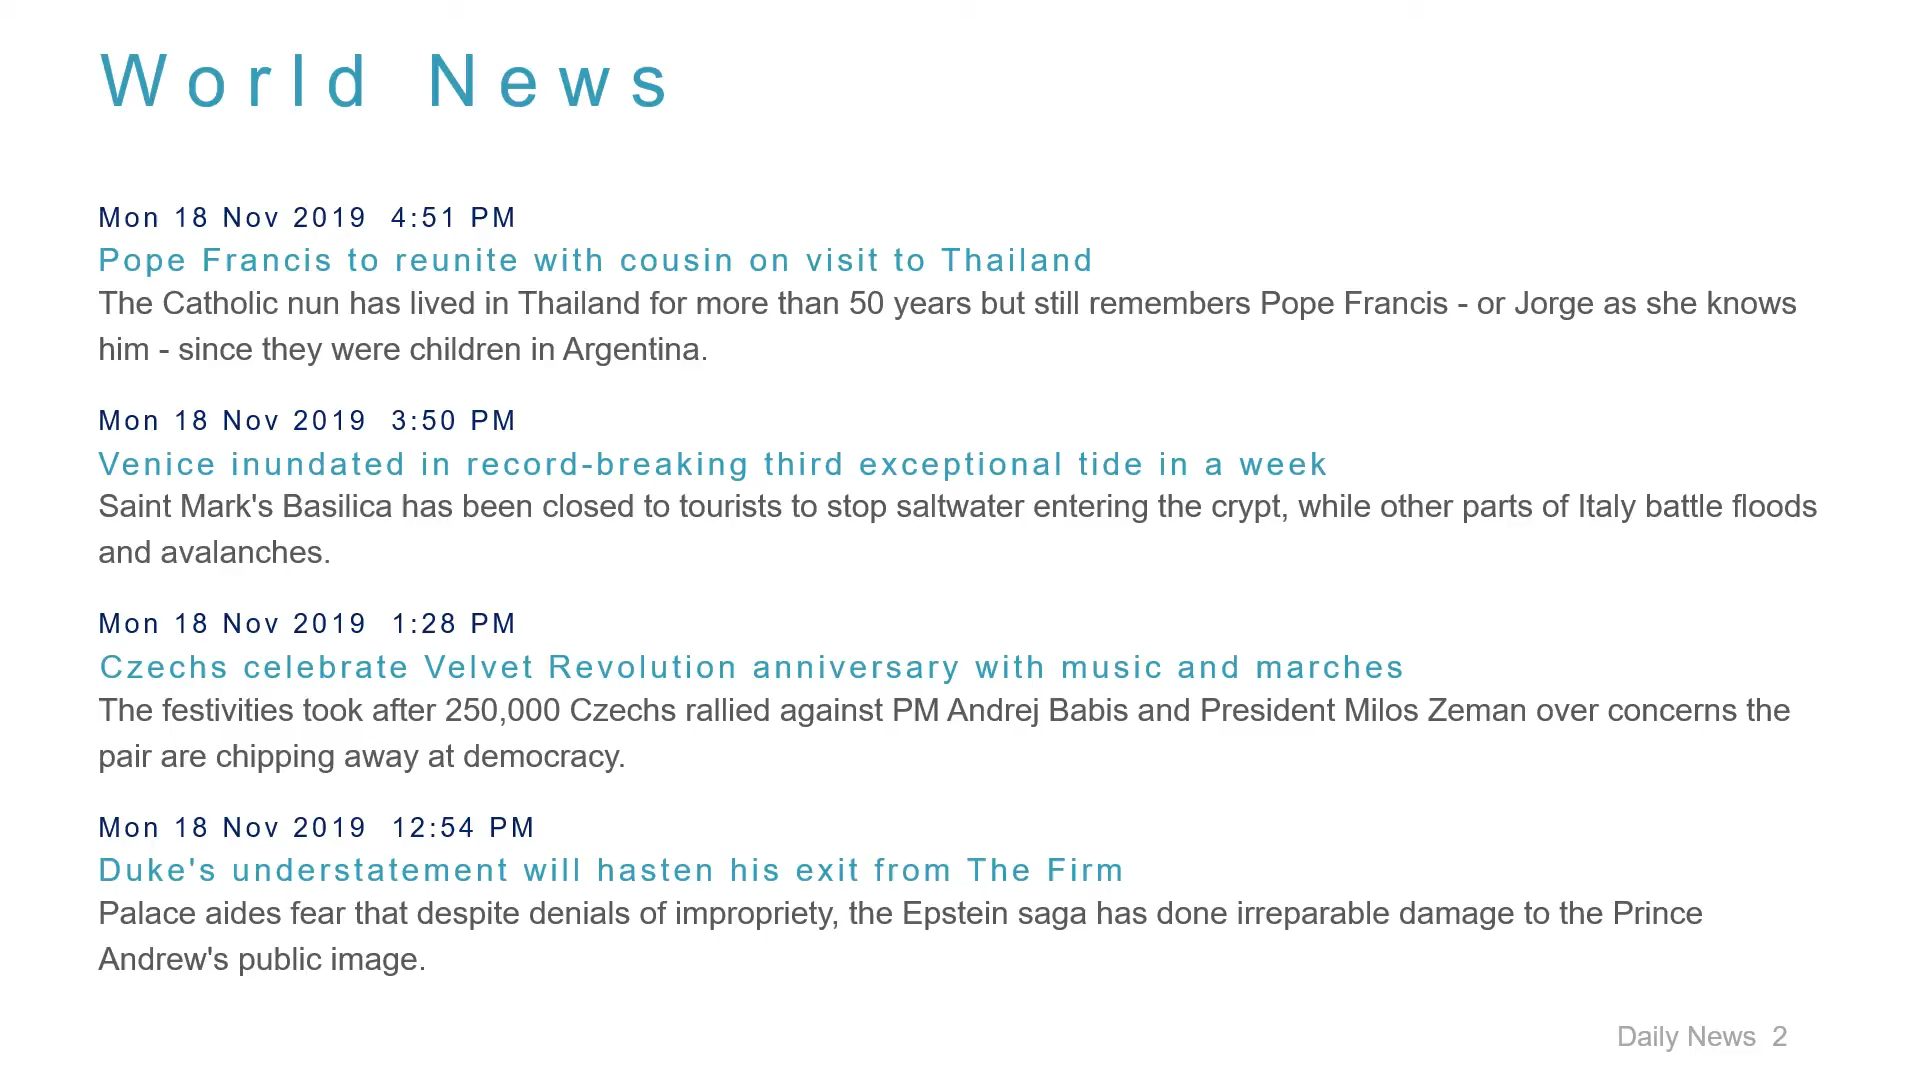 World News
Mon 18 Nov 2019 4:51 PM
Pope Francis to reunite with cousin on visit to Thailand
The Catholic nun has lived in Thailand for more than 50 years but still remembers Pope Francis - or Jorge as she knows
him - since they were children in Argentina.
Mon 18 Nov 2019 3:50 PM
Venice inundated in record-breaking third exceptional tide in a week
Saint Mark's Basilica has been closed to tourists to stop saltwater entering the crypt, while other parts of Italy battle floods
and avalanches.
Mon 18 Nov 2019 1:28 PM
Czechs celebrate Velvet Revolution anniversary with music and marches
The festivities took after 250,000 Czechs rallied against PM Andrej Babis and President Milos Zeman over concerns the
pair are chipping away at democracy.
Mon 18 Nov 2019 12:54 PM
Duke's understatement will hasten his exit from The Firm
Palace aides fear that despite denials of impropriety, the Epstein saga has done irreparable damage to the Prince
Andrew's public image.
Daily News 2